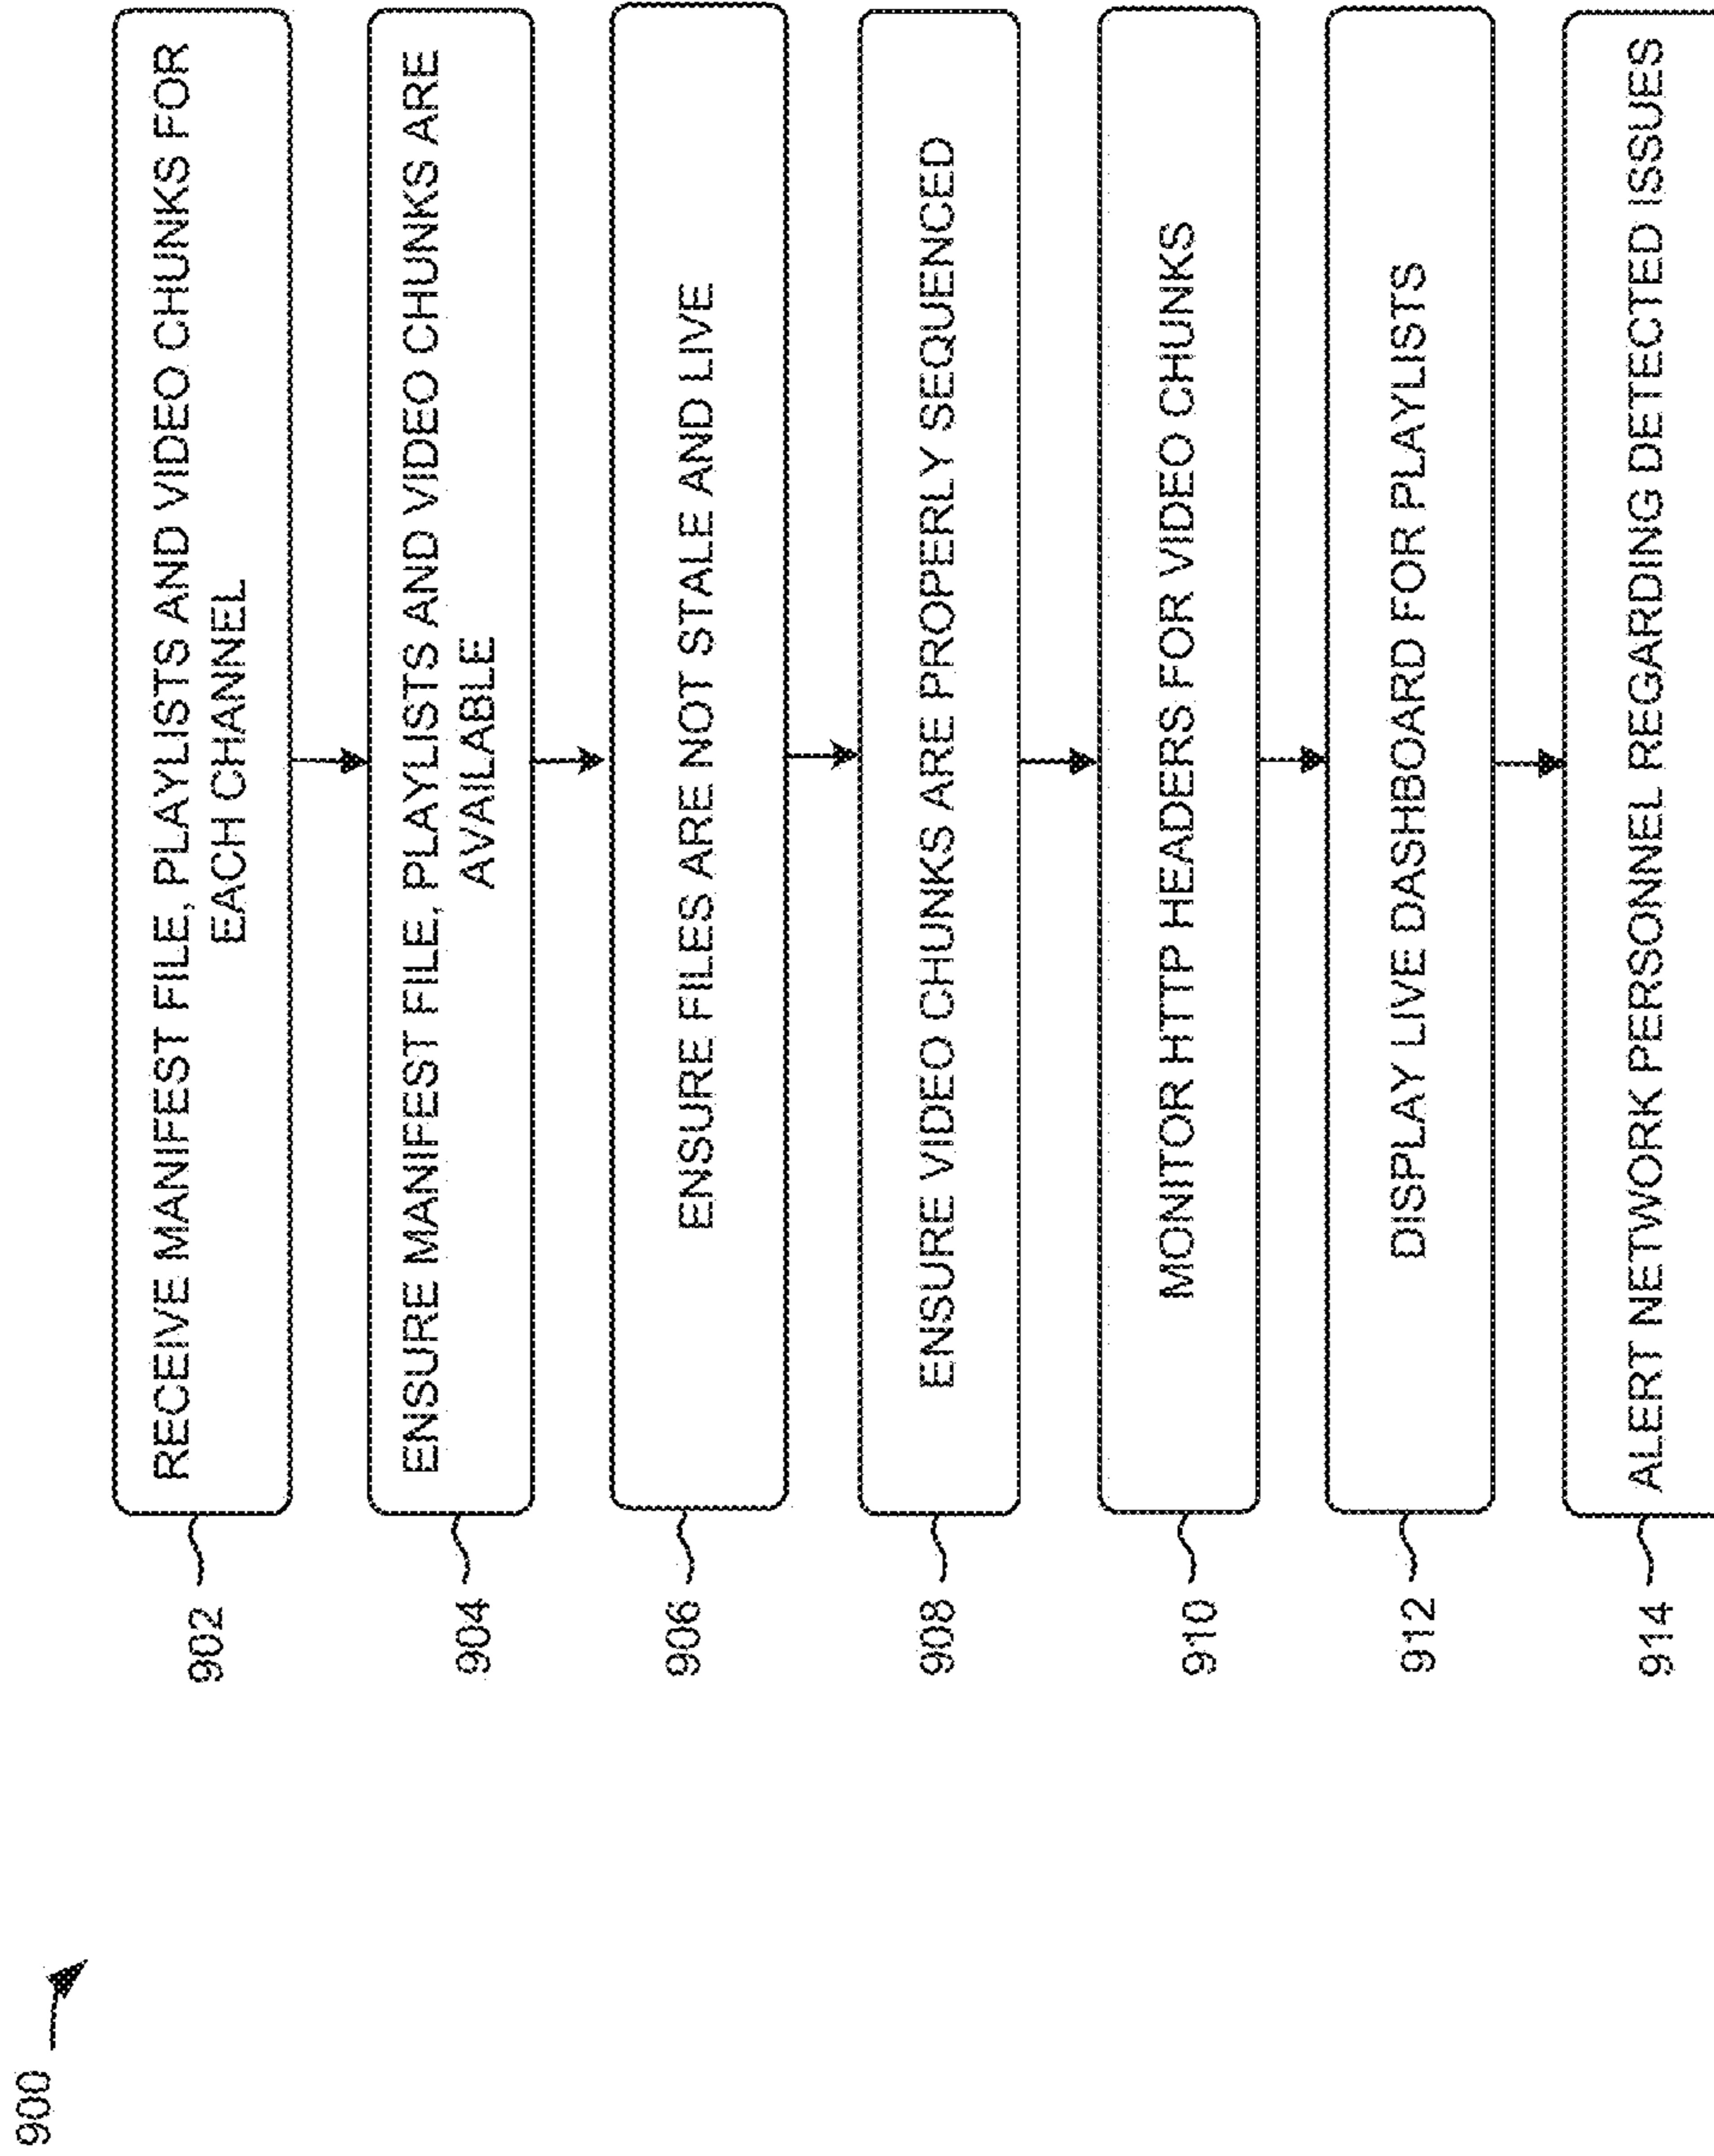 900
902
RECEIVE MANIFEST FILE, PLAYLISTS AND VIDEO CHUNKS FOR
EACH CHANNEL
904
ENSURE MANIFEST FILE, PLAYLISTS AND VIDEO CHUNKS ARE
AVAILABLE
906
ENSURE FILES ARE NOT STALE AND LIVE
908
ENSURE VIDEO CHUNKS ARE PROPERLY SEQUENCED
910
MONITOR HTTP HEADERS FOR VIDEO CHUNKS
912
DISPLAY LIVE DASHBOARD FOR PLAYLISTS
914
ALERT NETWORK PERSONNEL REGARDING DETECTED ISSUES